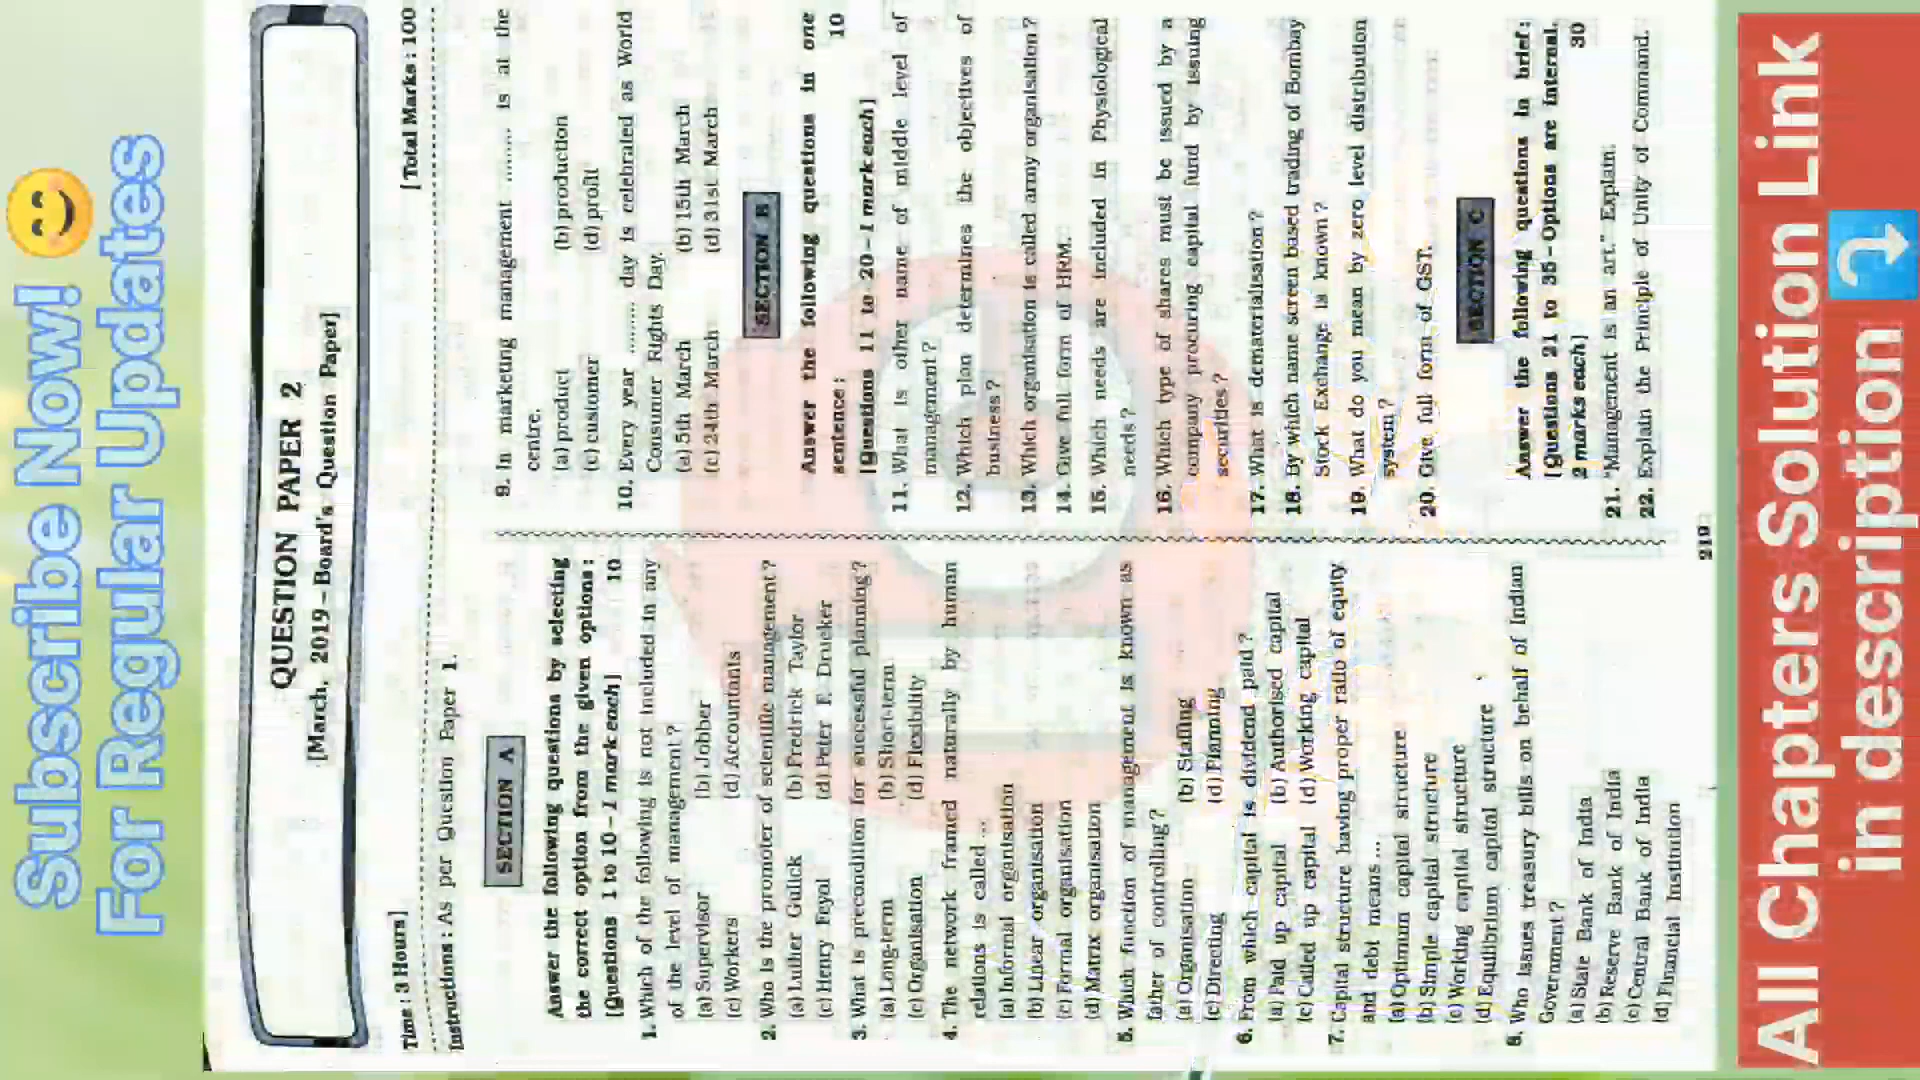 Subscribe Now! 😊
For Regular Updates
QUESTION PAPER 2
[March, 2019 – Board's Question Paper]
Time : 3 Hours]
[Total Marks : 100
Instructions : As per Question Paper 1.
SECTION A
Answer the following questions by selecting
the correct option from the given options :
[Questions 1 to 10 – 1 mark each] 10
1. Which of the following is not included in any
of the level of management ?
(a) Supervisor (b) Jobber
(c) Workers (d) Accountants
2. Who is the promoter of scientific management ?
(a) Luther Gulick (b) Fredrick Taylor
(c) Henry Feyol (d) Peter F. Drucker
3. What is precondition for successful planning ?
(a) Long-term (b) Short-term
(c) Organisation (d) Flexibility
4. The network framed naturally by human
relations is called ...
(a) Informal organisation
(b) Linear organisation
(c) Formal organisation
(d) Matrix organisation
5. Which function of management is known as
father of controlling ?
(a) Organisation (b) Staffing
(c) Directing (d) Planning
6. From which capital is dividend paid ?
(a) Paid up capital (b) Authorised capital
(c) Called up capital (d) Working capital
7. Capital structure having proper ratio of equity
and debt means ...
(a) Optimum capital structure
(b) Simple capital structure
(c) Working capital structure
(d) Equilibrium capital structure
8. Who issues treasury bills on behalf of Indian
Government ?
(a) State Bank of India
(b) Reserve Bank of India
(c) Central Bank of India
(d) Financial Institution
9. In marketing management ........ is at the
centre.
(a) product (b) production
(c) customer (d) profit
10. Every year ........ day is celebrated as World
Consumer Rights Day.
(a) 5th March (b) 15th March
(c) 24th March (d) 31st March
SECTION B
Answer the following questions in one
sentence : 10
[Questions 11 to 20 – 1 mark each]
11. What is other name of middle level of
management ?
12. Which plan determines the objectives of
business ?
13. Which organisation is called army organisation ?
14. Give full form of HRM.
15. Which needs are included in Physiological
needs ?
16. Which type of shares must be issued by a
company procuring capital fund by issuing
securities ?
17. What is dematerialisation ?
18. By which name screen based trading of Bombay
Stork Exchange is known ?
19. What do you mean by zero level distribution
system ?
20. Give full form of GST.
SECTION C
Answer the following questions in brief :
[Questions 21 to 35 – Options are internal.
2 marks each] 30
21. "Management is an art." Explain.
22. Explain the Principle of Unity of Command.
219
All Chapters Solution Link
in description ⤵